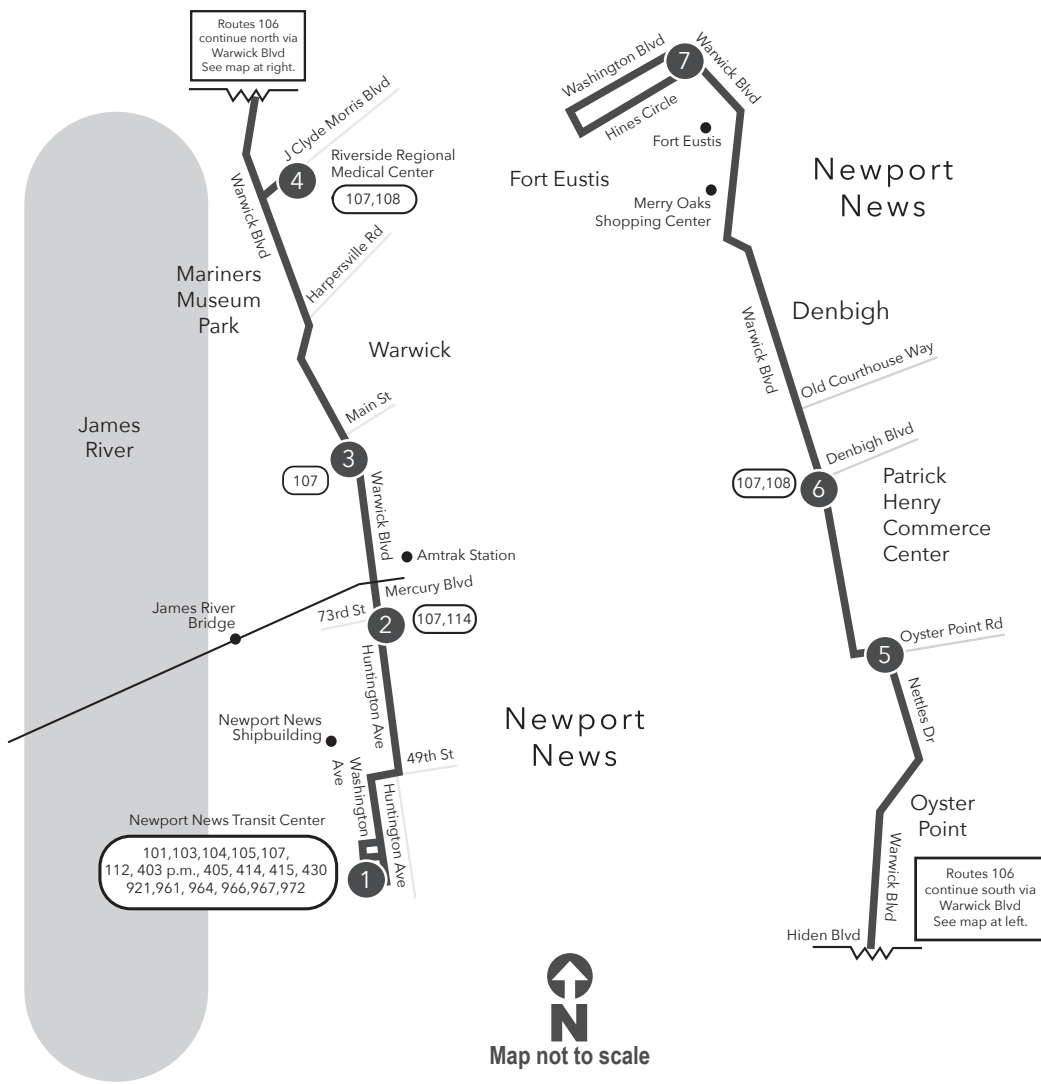 Routes 106
continue north via
Warwick Blvd
See map at right.
J Clyde Morris Blvd
4
Riverside Regional
Medical Center
107,108
Warwick Blvd
Harpersville Rd
Mariners
Museum
Park
Warwick
James
River
Main St
3
107
Warwick Blvd
Amtrak Station
Mercury Blvd
James River
Bridge
73rd St
2
107,114
Huntington Ave
Newport News
Shipbuilding
49th St
Washington
Ave
Huntington Ave
Newport News Transit Center
101,103,104,105,107,
112, 403 p.m., 405, 414, 415, 430
921,961, 964, 966,967,972
1
Newport
News
Washington Blvd
7
Warwick Blvd
Hines Circle
Fort Eustis
Fort Eustis
Merry Oaks
Shopping Center
Newport
News
Denbigh
Warwick Blvd
Old Courthouse Way
Denbigh Blvd
107,108
6
Patrick
Henry
Commerce
Center
Oyster Point Rd
5
Nettles Dr
Oyster
Point
Warwick Blvd
Routes 106
continue south via
Warwick Blvd
See map at left.
Hiden Blvd
N
Map not to scale